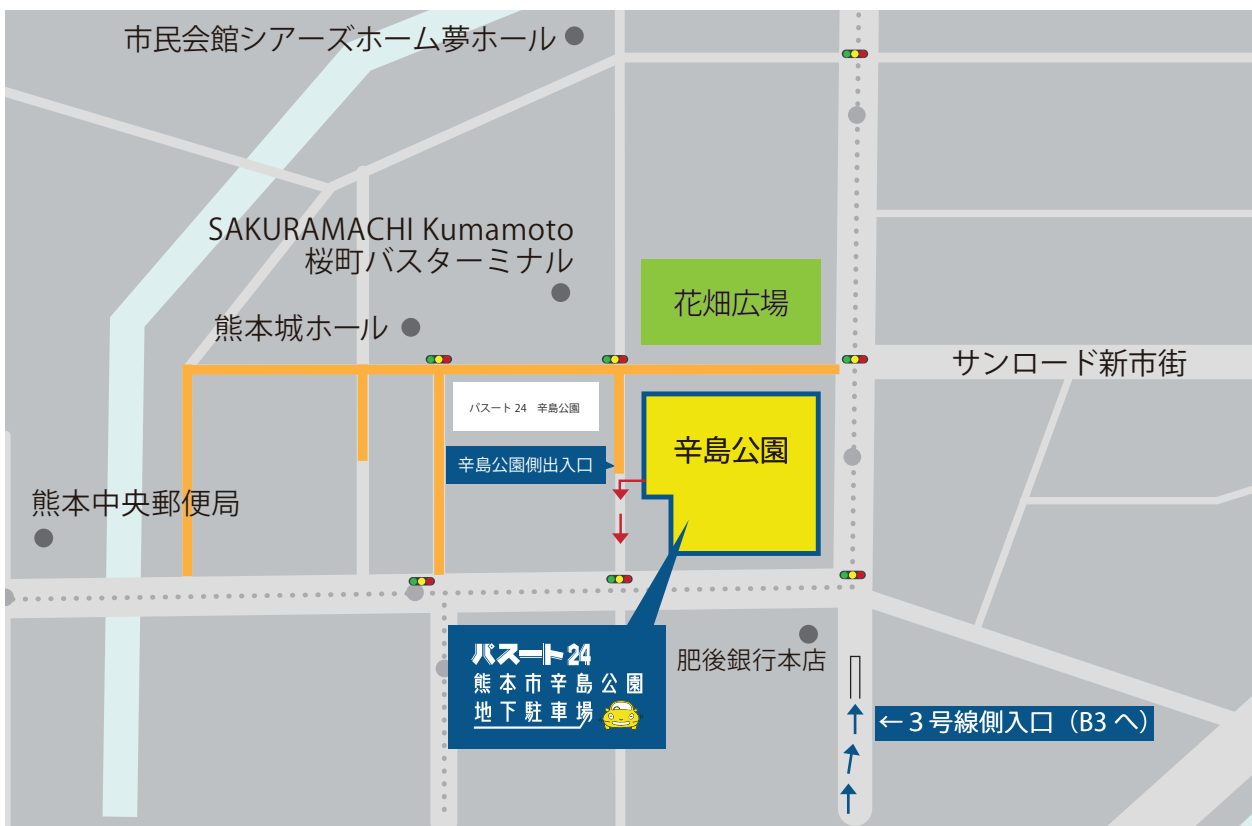 市民会館シアーズホーム夢ホール
SAKURAMACHI Kumamoto
桜町バスターミナル
花畑広場
熊本城ホール
サンロード新市街
パスート 24　辛島公園
辛島公園
辛島公園側出入口
熊本中央郵便局
パスート24
熊本市辛島公園
地下駐車場
肥後銀行本店
←３号線側入口（B3 へ）